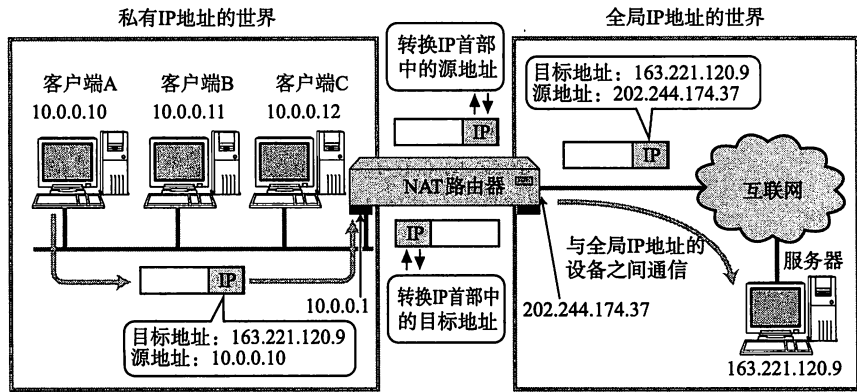 私有IP地址的世界
全局IP地址的世界
客户端A
10.0.0.10
客户端B
10.0.0.11
客户端C
10.0.0.12
转换IP首部
中的源地址
目标地址：163.221.120.9
源地址：202.244.174.37
IP
IP
NAT路由器
互联网
IP
与全局IP地址的
设备之间通信
服务器
IP
10.0.0.1
转换IP首部中
的目标地址
202.244.174.37
目标地址：163.221.120.9
源地址：10.0.0.10
163.221.120.9